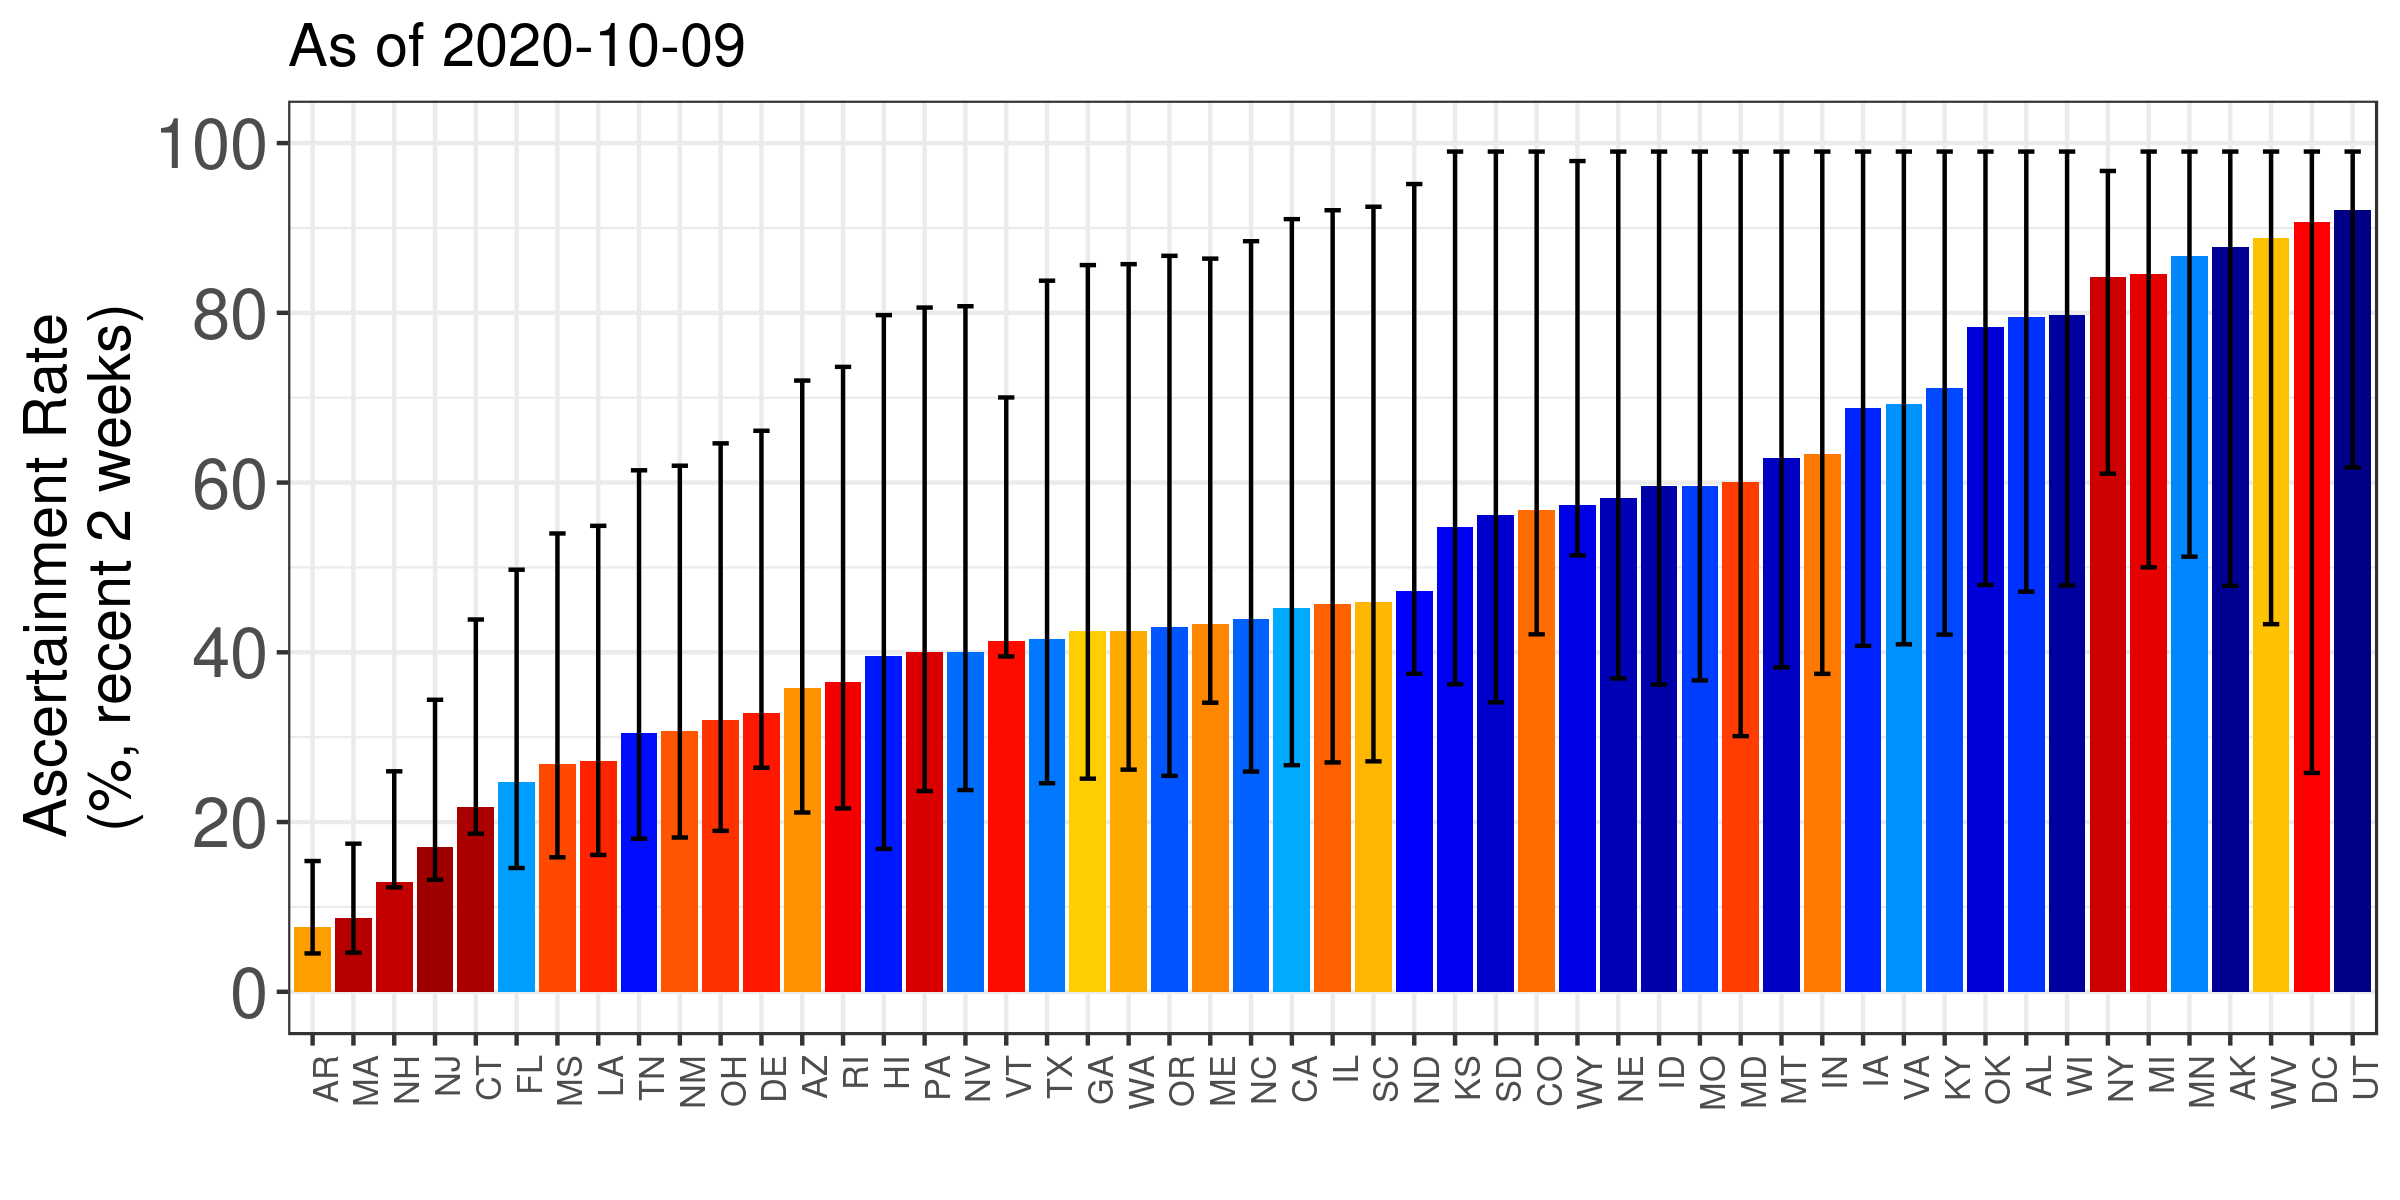 As of 2020-10-09
Ascertainment Rate
(%, recent 2 weeks)
100
80
60
40
20
0
AR MA NH NJ CT FL MS LA TN NM OH DE AZ RI HI PA NV VT TX GA WA OR ME NC CA IL SC ND KS SD CO WY NE ID MO MD MT IN IA VA KY OK AL WI NY MI MN AK WV DC UT